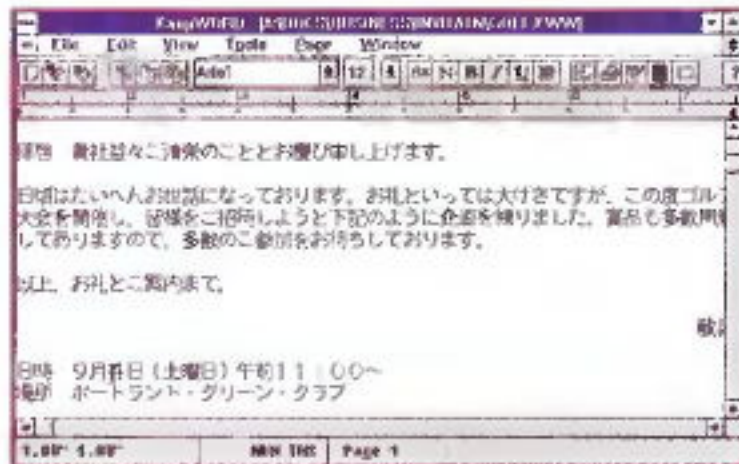 KanjiWORD
File Edit View Tools Page Window
12
拝啓 貴社益々ご清栄のこととお慶び申し上げます。
日頃はたいへんお世話になっております。お礼といっては大げさですが、この度ゴルフ
大会を開催し、皆様をご招待しようと下記のように企画を練りました。賞品も多数用意
してありますので、多数のご参加をお待ちしております。
以上、お礼とご案内まで。
敬具
日時 9月 日(土曜日)午前11:00〜
場所 ポートランド・グリーン・クラブ
1.00" 1.00" Page 1